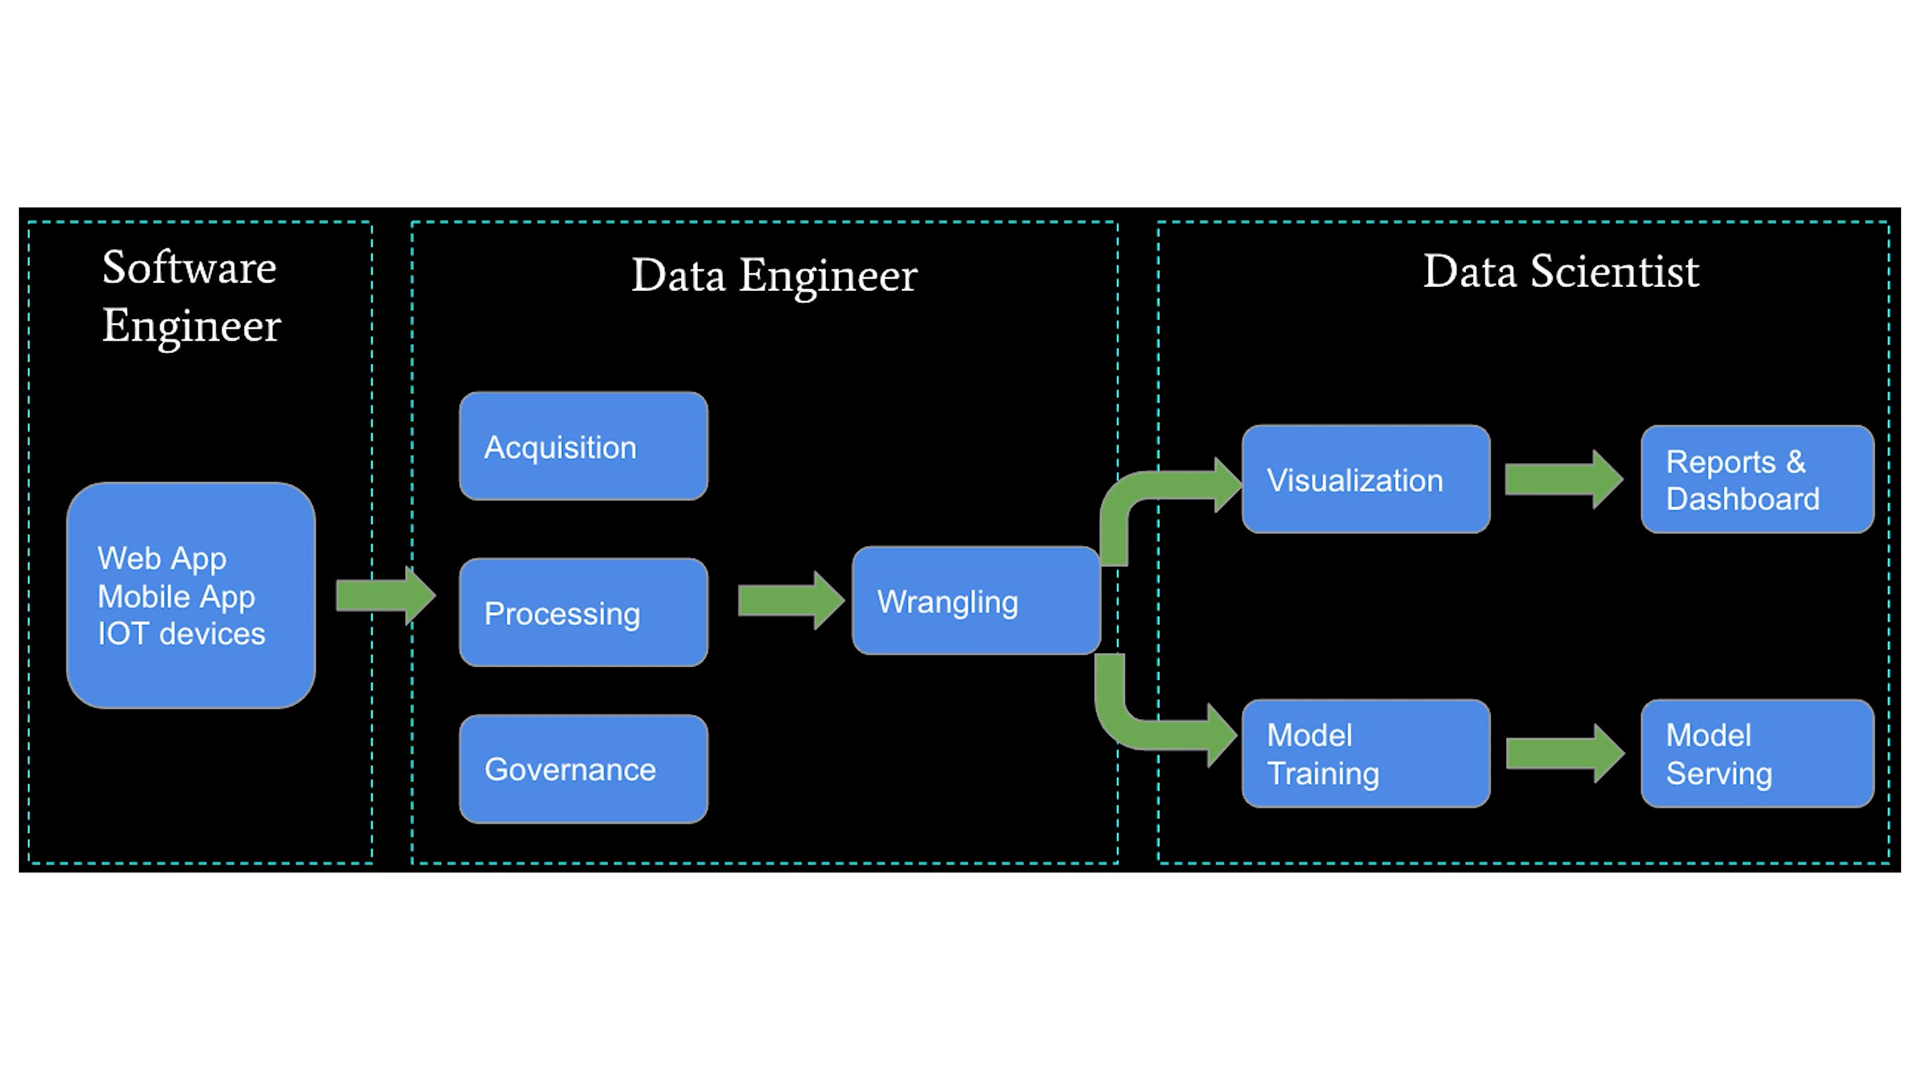 Software
Engineer
Web App
Mobile App
IOT devices
Data Engineer
Acquisition
Processing
Governance
Wrangling
Data Scientist
Visualization
Reports &
Dashboard
Model
Training
Model
Serving